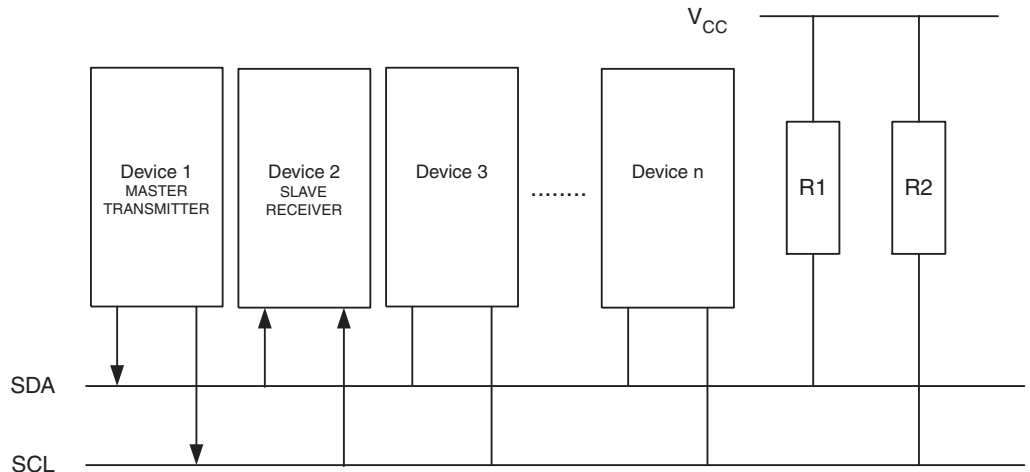 VCC
Device 1
MASTER
TRANSMITTER
Device 2
SLAVE
RECEIVER
Device 3
........
Device n
R1
R2
SDA
SCL